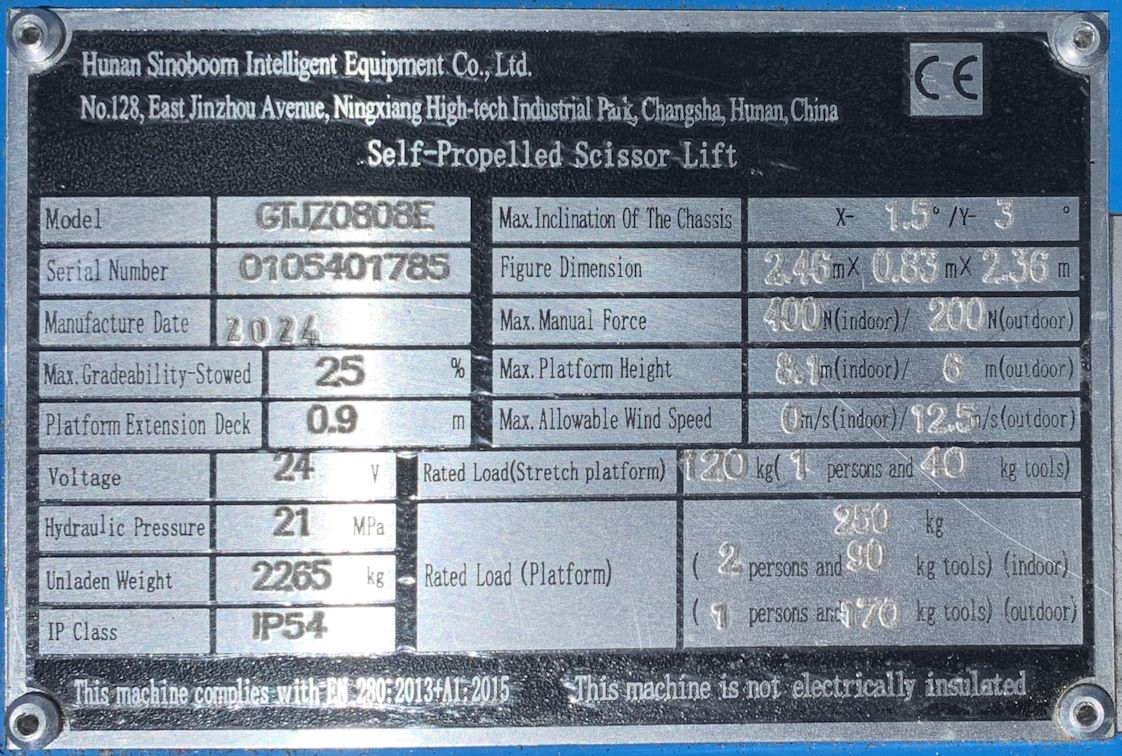 Hunan Sinoboom Intelligent Equipment Co., Ltd.
CE
No.128, East Jinzhou Avenue, Ningxiang High-tech Industrial Park, Changsha, Hunan, China
Self-Propelled Scissor Lift
Model GTJZ0808E Max.Inclination Of The Chassis X- 1.5° /Y- 3 °
Serial Number 0105401785 Figure Dimension 2.46mX 0.83mX 2.36 m
Manufacture Date 2024 Max. Manual Force 400N(indoor)/ 200N(outdoor)
Max.Gradeability-Stowed 25 % Max. Platform Height 8.1m(indoor)/ 6 m(outdoor)
Platform Extension Deck 0.9 m Max. Allowable Wind Speed 0m/s(indoor)/12.5m/s(outdoor)
Voltage 24 V Rated Load(Stretch platform) 120 kg( 1 persons and 40 kg tools)
Hydraulic Pressure 21 MPa 250 kg
Unladen Weight 2265 kg Rated Load (Platform) ( 2 persons and 90 kg tools) (indoor)
IP Class IP54 ( 1 persons and 170 kg tools) (outdoor)
This machine complies with EN 280:2013+A1:2015 This machine is not electrically insulated